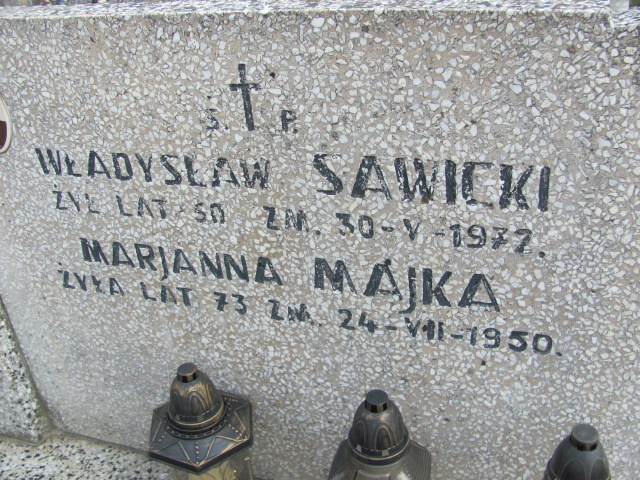 Ś. P.
WŁADYSŁAW SAWICKI
ŻYŁ LAT 50 ZM. 30-V-1972.
MARJANNA MAJKA
ŻYŁA LAT 73 ZM. 24-VII-1950.